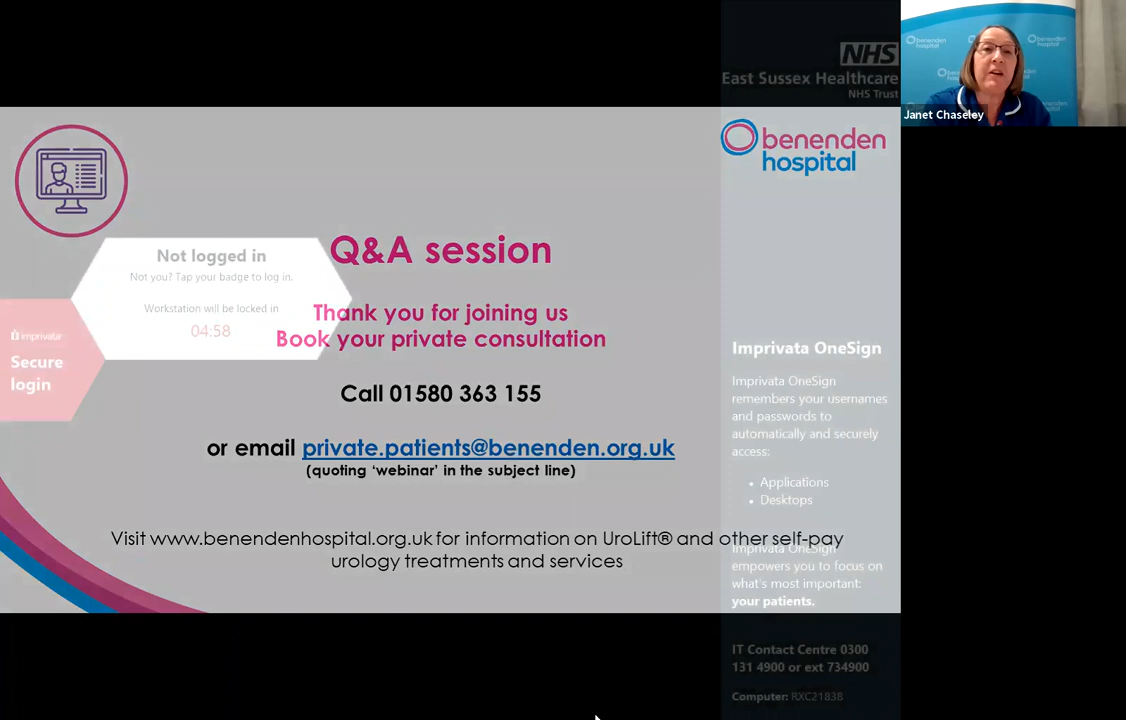 NHS
East Sussex Healthcare
NHS Trust
benenden
hospital
benenden
hospital
Janet Chaseley
benenden
hospital
Not logged in
Not you? Tap your badge to log in.
Workstation will be locked in
04:58
imprivata
Secure
login
Q&A session
Thank you for joining us
Book your private consultation
Call 01580 363 155
or email private.patients@benenden.org.uk
(quoting ‘webinar’ in the subject line)
Visit www.benendenhospital.org.uk for information on UroLift® and other self-pay
urology treatments and services
Imprivata OneSign
Imprivata OneSign
remembers your usernames
and passwords to
automatically and securely
access:
• Applications
• Desktops
Imprivata OneSign
empowers you to focus on
what's most important:
your patients.
IT Contact Centre 0300
131 4900 or ext 734900
Computer: RXC21838